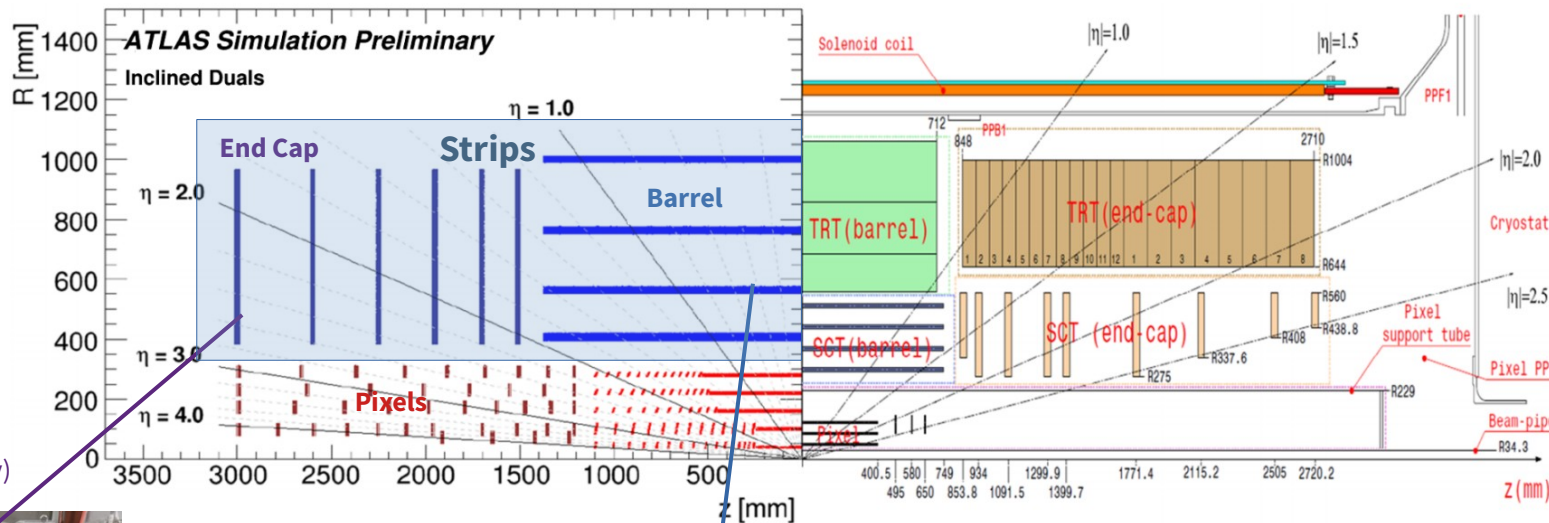 ATLAS Simulation Preliminary
Inclined Duals
R [mm]
1400
1200
1000
800
600
400
200
0
η = 1.0
η = 2.0
η = 3.0
η = 4.0
End Cap
Strips
Barrel
Pixels
3500 3000 2500 2000 1500 1000 500
z [mm]
Solenoid coil
|η|=1.0
|η|=1.5
|η|=2.0
|η|=2.5
PPF1
PPB1
712
848
2710
R1004
TRT(barrel)
TRT(end-cap)
1 2 3 4 5 6 7 8 9 10 11 12 1 2 3 4 5 6 7 8
R644
Cryostat
SCT(barrel)
SCT (end-cap)
R560
R438.8
R408
R337.6
R275
Pixel
support tube
Pixel PP
R229
Pixel
Beam-pipe
R34.3
400.5 580 749 934 1299.9 1771.4 2115.2 2505 2720.2
495 650 853.8 1091.5 1399.7
z(mm)